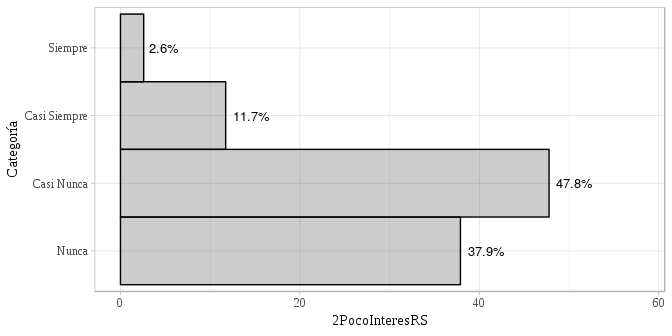 Siempre
2.6%
Casi Siempre
11.7%
Casi Nunca
47.8%
Nunca
37.9%
Categoría
0
20
40
60
2PocoInteresRS